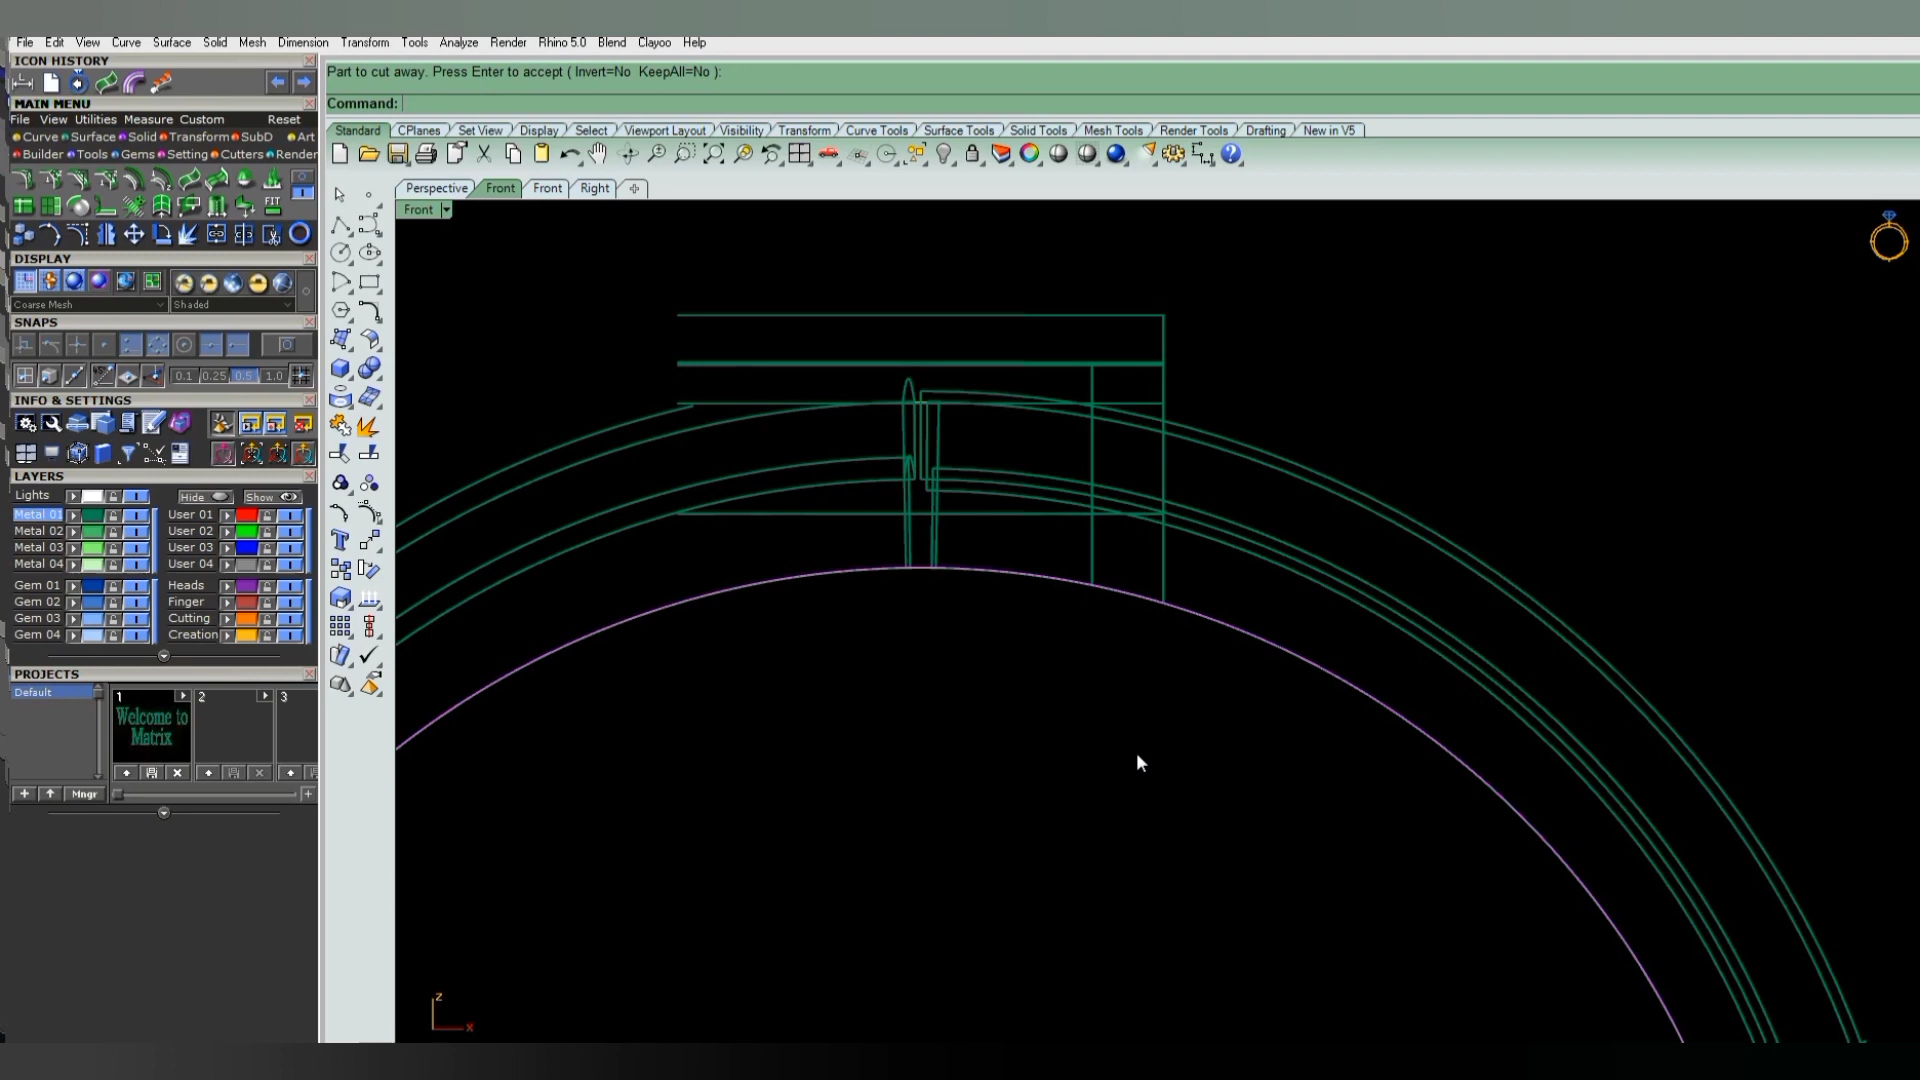 File Edit View Curve Surface Solid Mesh Dimension Transform Tools Analyze Render Rhino 5.0 Blend Clayoo Help
ICON HISTORY
MAIN MENU
File View Utilities Measure Custom Reset
Curve Surface Solid Transform SubD Art
Builder Tools Gems Setting Cutters Render
FIT
DISPLAY
Coarse Mesh Shaded
SNAPS
0.1 0.25 0.5 1.0
INFO & SETTINGS
LAYERS
Lights Hide Show
Metal 01 User 01
Metal 02 User 02
Metal 03 User 03
Metal 04 User 04
Gem 01 Heads
Gem 02 Finger
Gem 03 Cutting
Gem 04 Creation
PROJECTS
Default 1 2 3
Welcome to
Matrix
Mngr
Part to cut away. Press Enter to accept ( Invert=No KeepAll=No ):
Command:
Standard CPlanes Set View Display Select Viewport Layout Visibility Transform Curve Tools Surface Tools Solid Tools Mesh Tools Render Tools Drafting New in V5
Perspective Front Front Right
Front
z
x